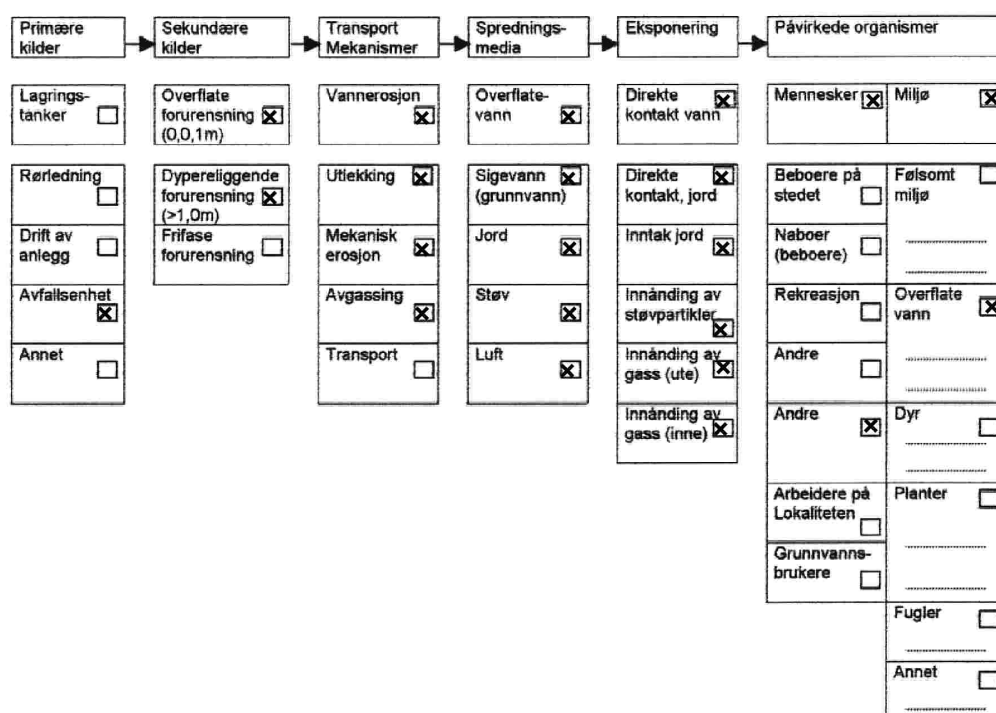 Primære
kilder
Sekundære
kilder
Transport
Mekanismer
Sprednings-
media
Eksponering
Påvirkede organismer
Lagrings-
tanker
Overflate
forurensning
(0,0,1m)
Vannerosjon
Overflate-
vann
Direkte
kontakt vann
Mennesker
Miljø
Rørledning
Dypereliggende
forurensning
(>1,0m)
Utlekking
Sigevann
(grunnvann)
Direkte
kontakt, jord
Beboere på
stedet
Følsomt
miljø
Drift av
anlegg
Frifase
forurensning
Mekanisk
erosjon
Jord
Inntak jord
Naboer
(beboere)
Avfallsenhet
Avgassing
Støv
Innånding av
støvpartikler
Rekreasjon
Overflate
vann
Annet
Transport
Luft
Innånding av
gass (ute)
Andre
Innånding av
gass (inne)
Andre
Dyr
Arbeidere på
Lokaliteten
Planter
Grunnvanns-
brukere
Fugler
Annet